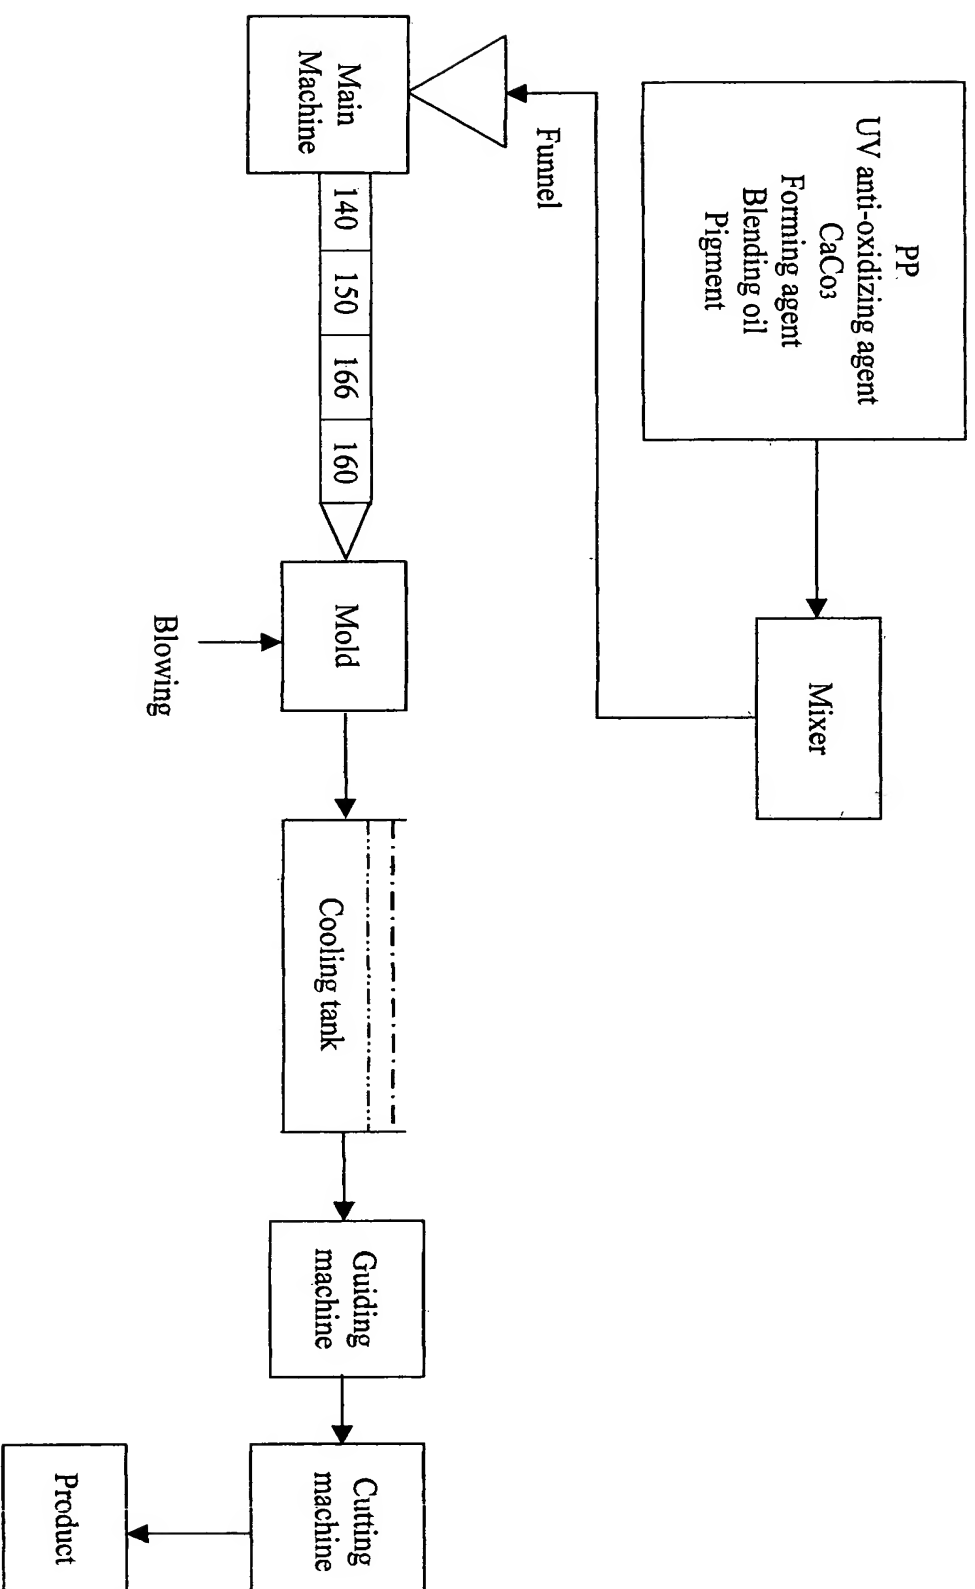 PP
UV anti-oxidizing agent
CaCo3
Forming agent
Blending oil
Pigment
Mixer
Funnel
Main
Machine
140
150
166
160
Mold
Blowing
Cooling tank
Guiding
machine
Cutting
machine
Product